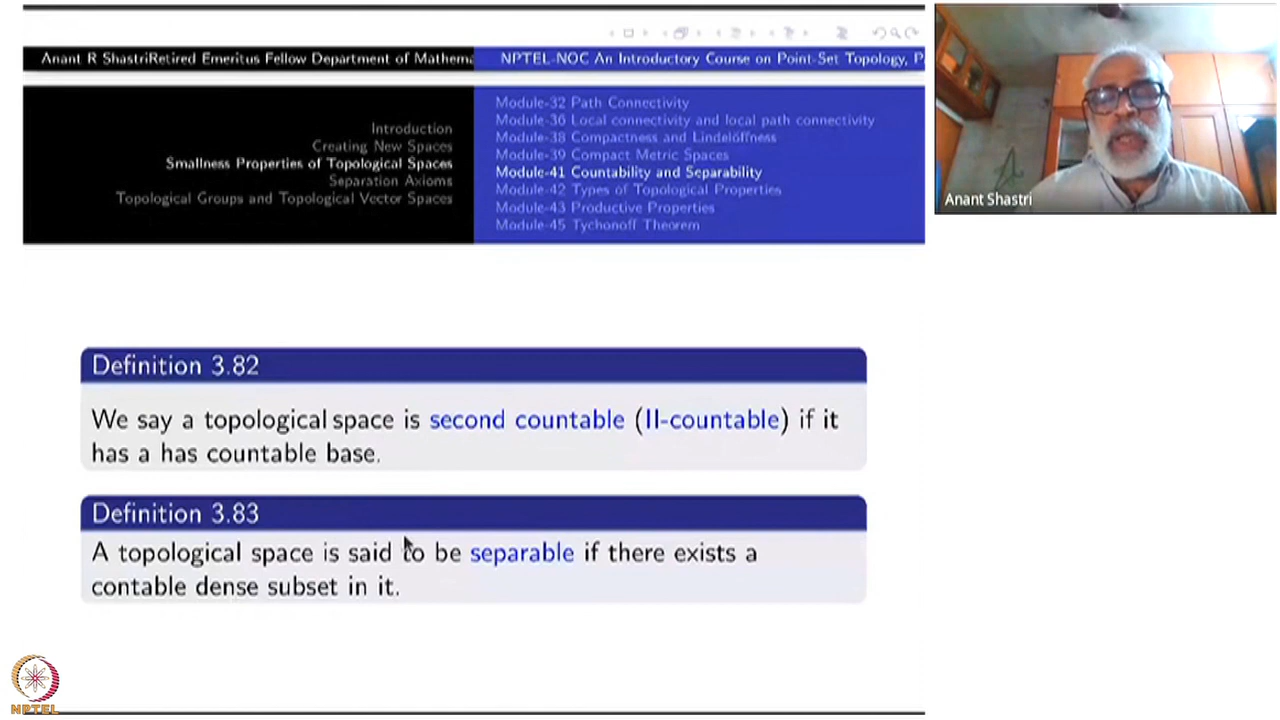 Anant R ShastriRetired Emeritus Fellow Department of Mathema
NPTEL-NOC An Introductory Course on Point-Set Topology, P
Introduction
Creating New Spaces
Smallness Properties of Topological Spaces
Separation Axioms
Topological Groups and Topological Vector Spaces
Module-32 Path Connectivity
Module-36 Local connectivity and local path connectivity
Module-38 Compactness and Lindelöffness
Module-39 Compact Metric Spaces
Module-41 Countability and Separability
Module-42 Types of Topological Properties
Module-43 Productive Properties
Module-45 Tychonoff Theorem
Anant Shastri
Definition 3.82
We say a topological space is second countable (II-countable) if it
has a has countable base.
Definition 3.83
A topological space is said to be separable if there exists a
contable dense subset in it.
NPTEL